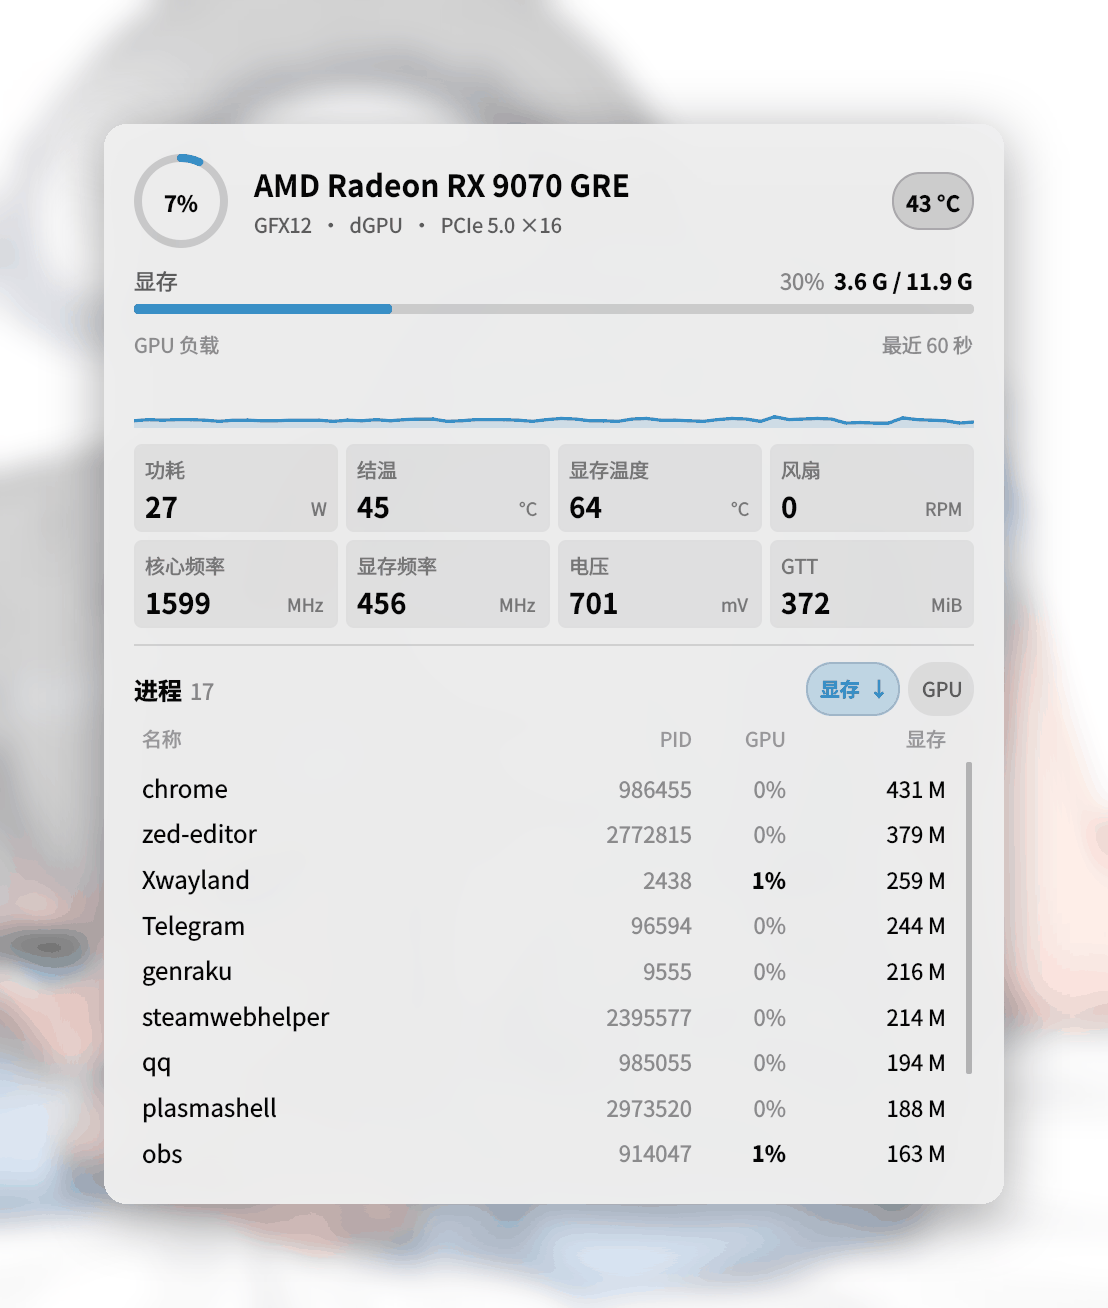 7%
AMD Radeon RX 9070 GRE
GFX12 • dGPU • PCIe 5.0 ×16
43 °C
显存 30% 3.6 G / 11.9 G
GPU 负载 最近 60 秒
功耗 结温 显存温度 风扇
27 W 45 °C 64 °C 0 RPM
核心频率 显存频率 电压 GTT
1599 MHz 456 MHz 701 mV 372 MiB
进程 17 显存 ↓ GPU
名称 PID GPU 显存
chrome 986455 0% 431 M
zed-editor 2772815 0% 379 M
Xwayland 2438 1% 259 M
Telegram 96594 0% 244 M
genraku 9555 0% 216 M
steamwebhelper 2395577 0% 214 M
qq 985055 0% 194 M
plasmashell 2973520 0% 188 M
obs 914047 1% 163 M